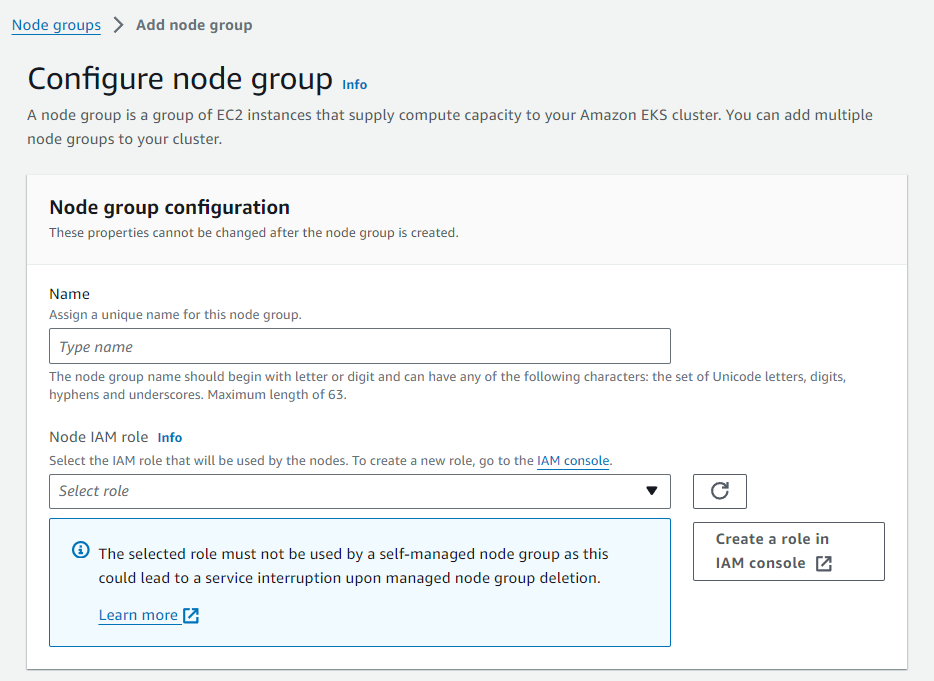 Node groups > Add node group
Configure node group Info
A node group is a group of EC2 instances that supply compute capacity to your Amazon EKS cluster. You can add multiple
node groups to your cluster.
Node group configuration
These properties cannot be changed after the node group is created.
Name
Assign a unique name for this node group.
Type name
The node group name should begin with letter or digit and can have any of the following characters: the set of Unicode letters, digits,
hyphens and underscores. Maximum length of 63.
Node IAM role Info
Select the IAM role that will be used by the nodes. To create a new role, go to the IAM console.
Select role
The selected role must not be used by a self-managed node group as this
could lead to a service interruption upon managed node group deletion.
Learn more
Create a role in
IAM console